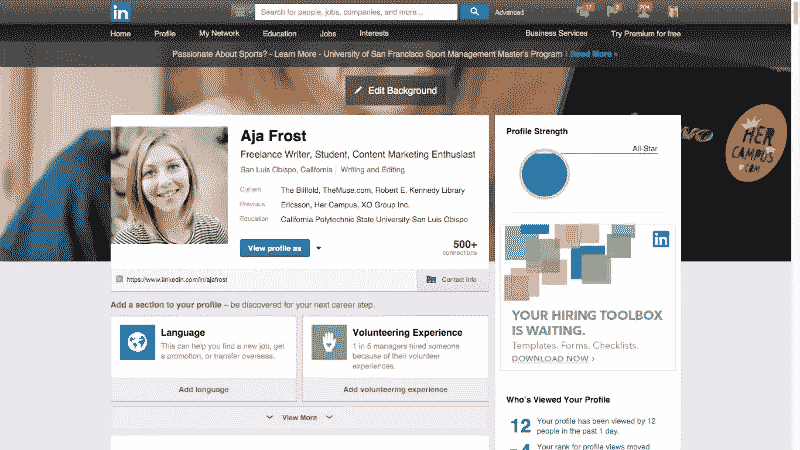 in
Search for people, jobs, companies, and more...
Advanced
17
204
Home Profile My Network Education Jobs Interests Business Services Try Premium for free
Passionate About Sports? - Learn More - University of San Francisco Sport Management Master's Program Read More »
Edit Background
HER
CAMPUS
.COM
Aja Frost
Freelance Writer, Student, Content Marketing Enthusiast
San Luis Obispo, California Writing and Editing
Current The Billfold, TheMuse.com, Robert E. Kennedy Library
Previous Ericsson, Her Campus, XO Group Inc.
Education California Polytechnic State University-San Luis Obispo
View profile as
500+
connections
https://www.linkedin.com/in/ajafrost
Contact Info
Profile Strength
All-Star
in
YOUR HIRING TOOLBOX
IS WAITING.
Templates. Forms. Checklists.
DOWNLOAD NOW ›
Add a section to your profile – be discovered for your next career step.
Language
This can help you find a new job, get
a promotion, or transfer overseas.
Add language
Volunteering Experience
1 in 5 managers hired someone
because of their volunteer
experiences.
Add volunteering experience
View More
Who's Viewed Your Profile
12 Your profile has been viewed by 12
people in the past 1 day.
Your rank for profile views moved